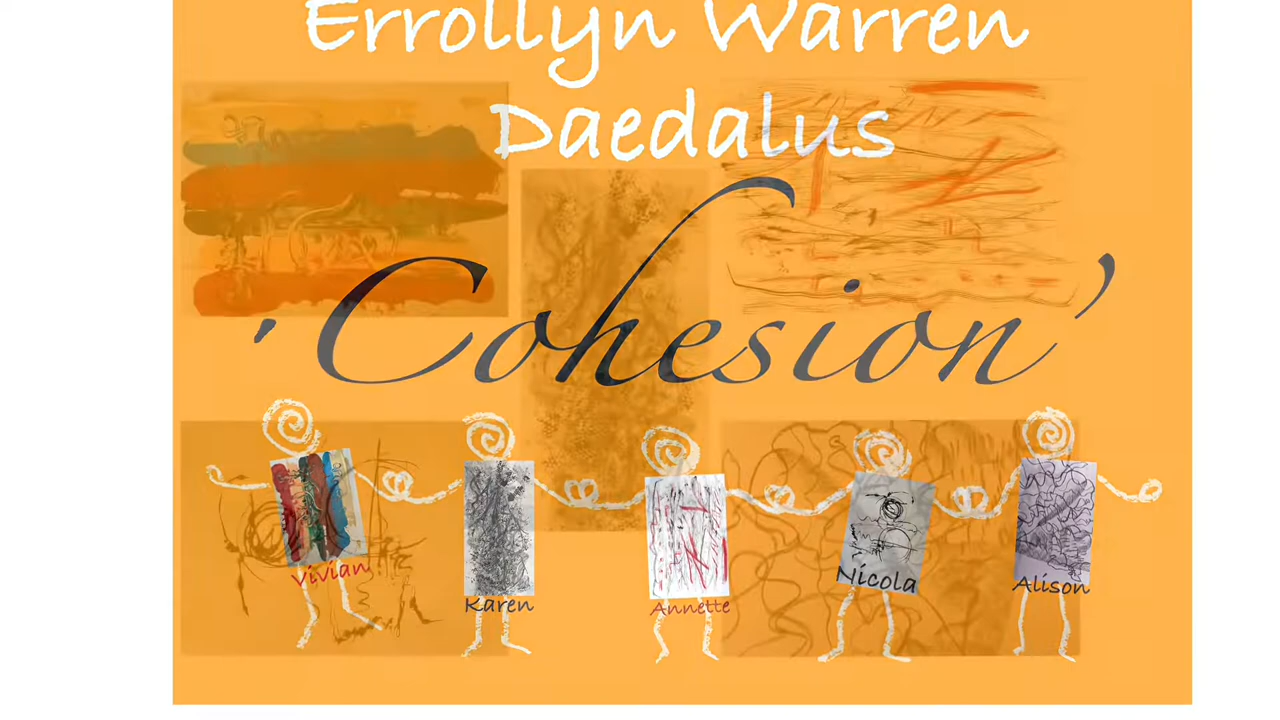 Errollyn Warren
Daedalus
'Cohesion'
Vivian
Karen
Annette
Nicola
Alison